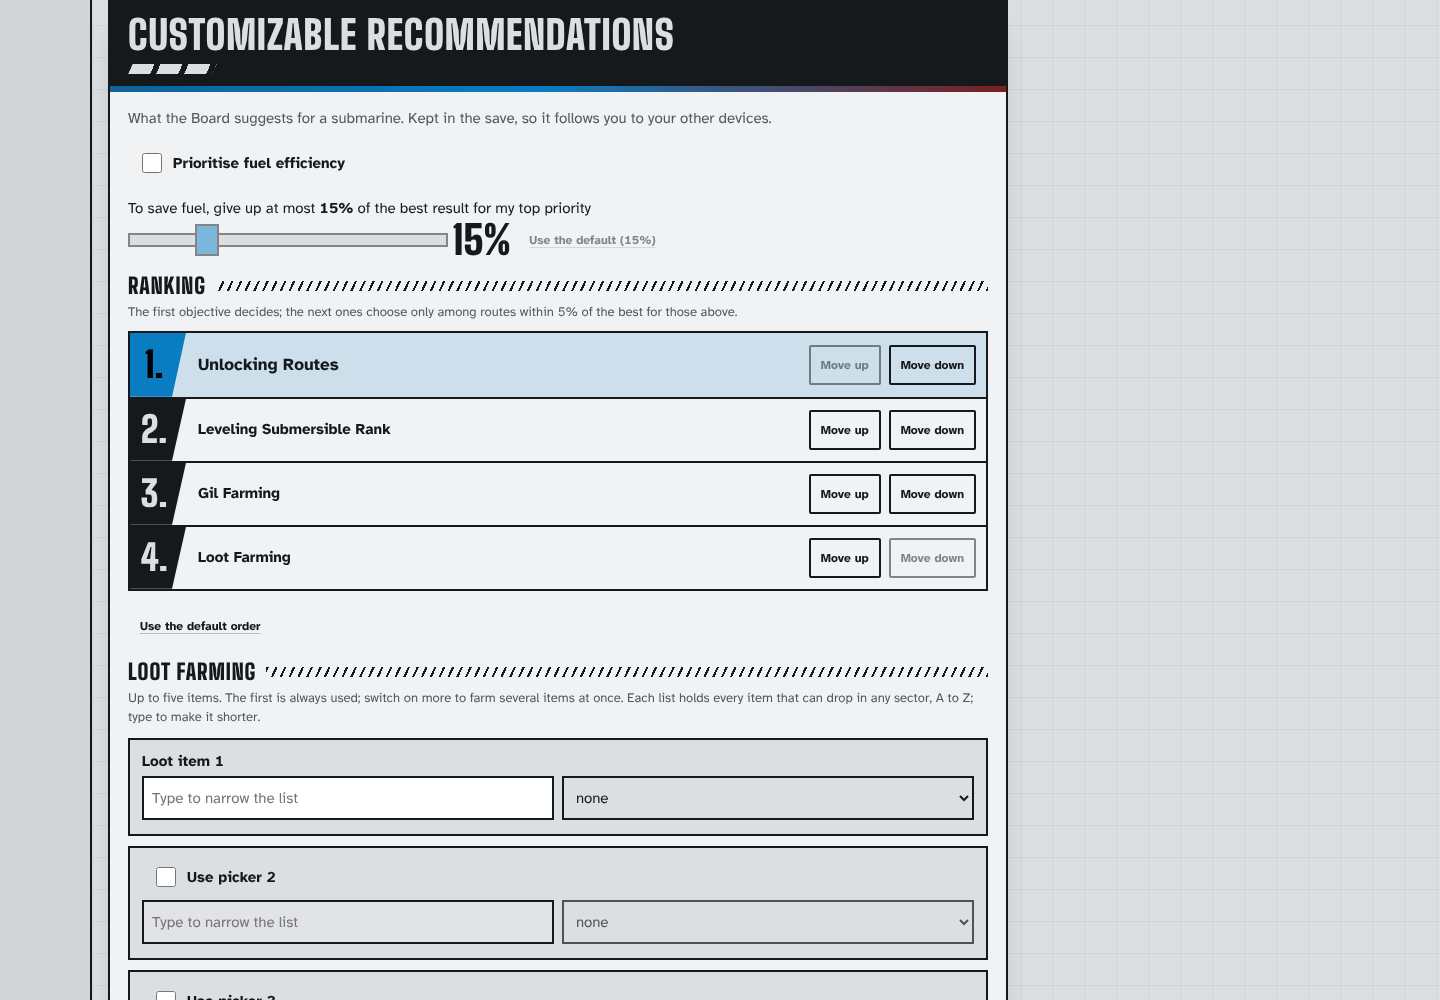 CUSTOMIZABLE RECOMMENDATIONS
What the Board suggests for a submarine. Kept in the save, so it follows you to your other devices.
Prioritise fuel efficiency
To save fuel, give up at most 15% of the best result for my top priority
15%
Use the default (15%)
RANKING
The first objective decides; the next ones choose only among routes within 5% of the best for those above.
1. Unlocking Routes Move up Move down
2. Leveling Submersible Rank Move up Move down
3. Gil Farming Move up Move down
4. Loot Farming Move up Move down
Use the default order
LOOT FARMING
Up to five items. The first is always used; switch on more to farm several items at once. Each list holds every item that can drop in any sector, A to Z;
type to make it shorter.
Loot item 1
Type to narrow the list none
Use picker 2
Type to narrow the list none
Use picker 3